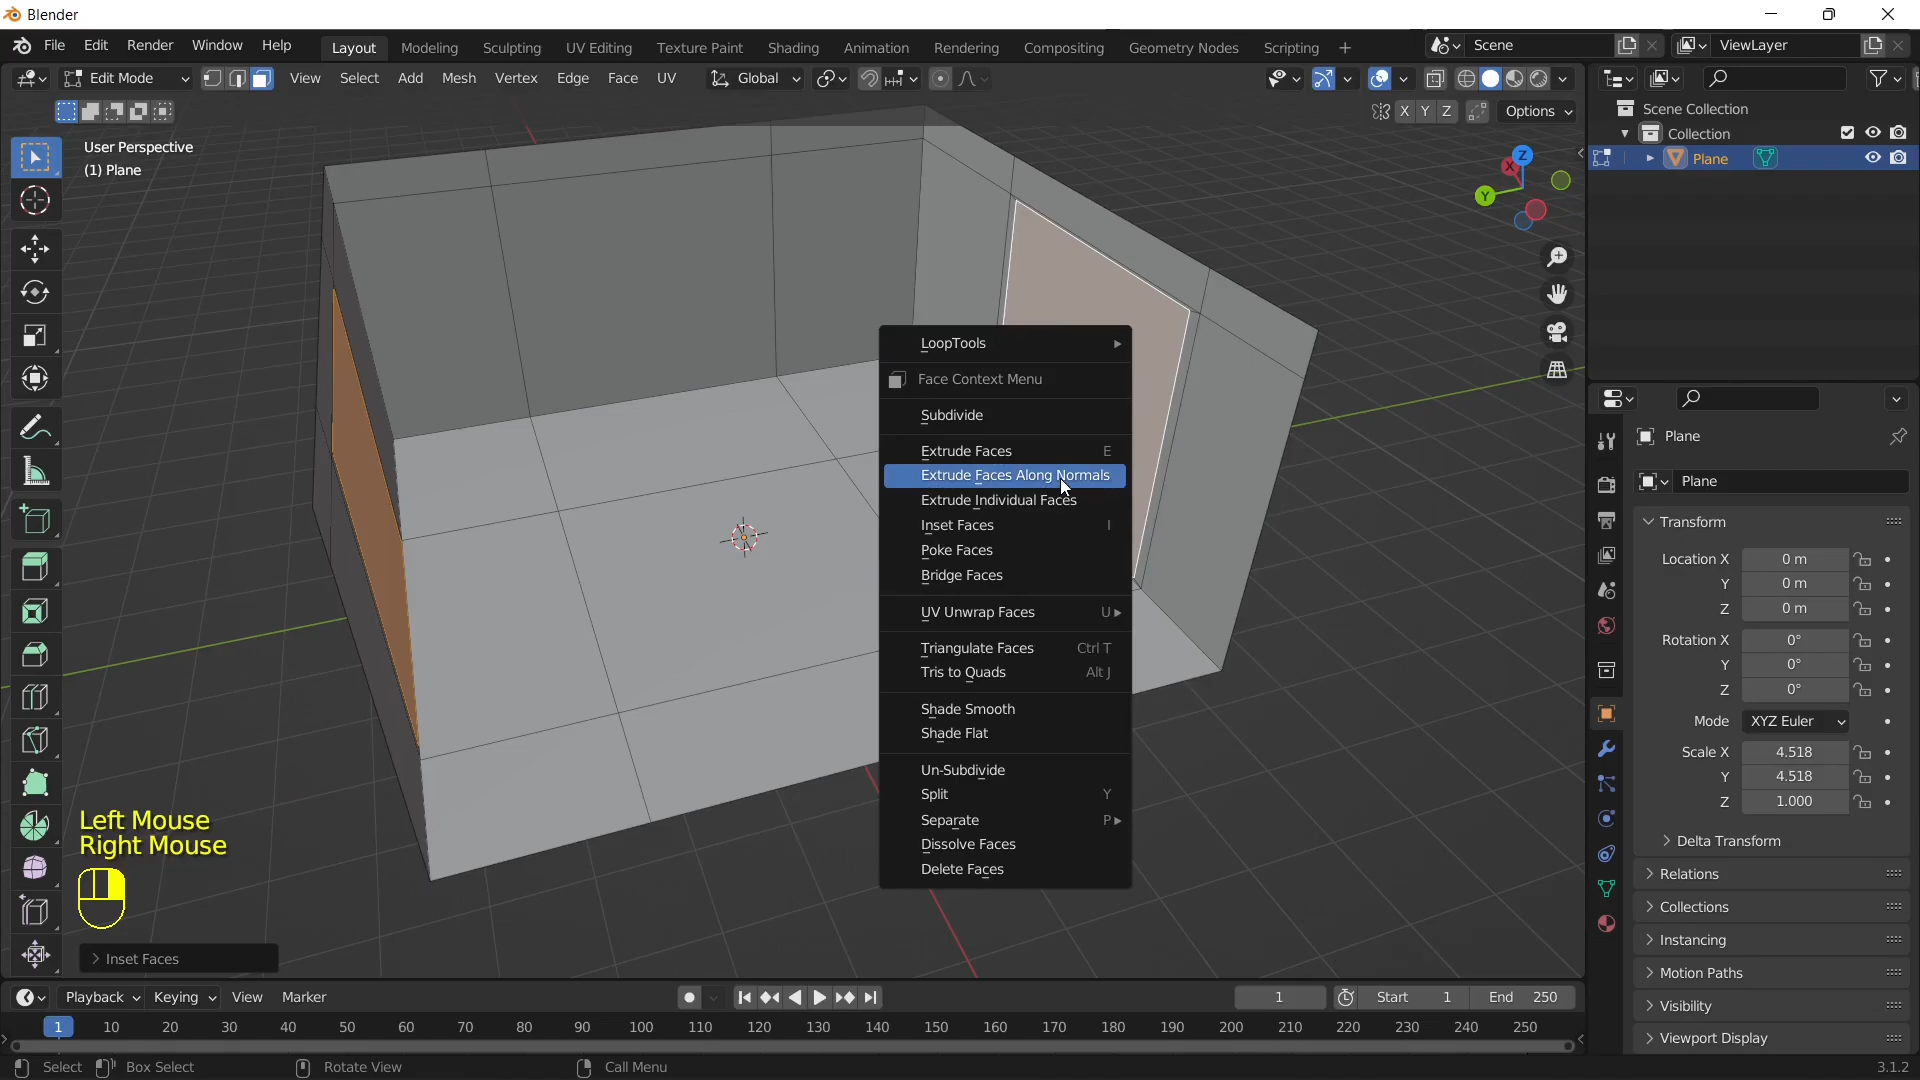 Blender
File Edit Render Window Help Layout Modeling Sculpting UV Editing Texture Paint Shading Animation Rendering Compositing Geometry Nodes Scripting + Scene ViewLayer
Edit Mode View Select Add Mesh Vertex Edge Face UV Global
X Y Z Options
User Perspective
(1) Plane
Z
X
Y
Scene Collection
Collection
Plane
LoopTools
Face Context Menu
Subdivide
Extrude Faces E
Extrude Faces Along Normals
Extrude Individual Faces
Inset Faces I
Poke Faces
Bridge Faces
UV Unwrap Faces U
Triangulate Faces Ctrl T
Tris to Quads Alt J
Shade Smooth
Shade Flat
Un-Subdivide
Split Y
Separate P
Dissolve Faces
Delete Faces
Plane
Plane
Transform
Location X 0 m
Y 0 m
Z 0 m
Rotation X 0°
Y 0°
Z 0°
Mode XYZ Euler
Scale X 4.518
Y 4.518
Z 1.000
Delta Transform
Relations
Collections
Instancing
Motion Paths
Visibility
Viewport Display
Left Mouse
Right Mouse
Inset Faces
Playback Keying View Marker 1 Start 1 End 250
1 10 20 30 40 50 60 70 80 90 100 110 120 130 140 150 160 170 180 190 200 210 220 230 240 250
Select Box Select Rotate View Call Menu 3.1.2